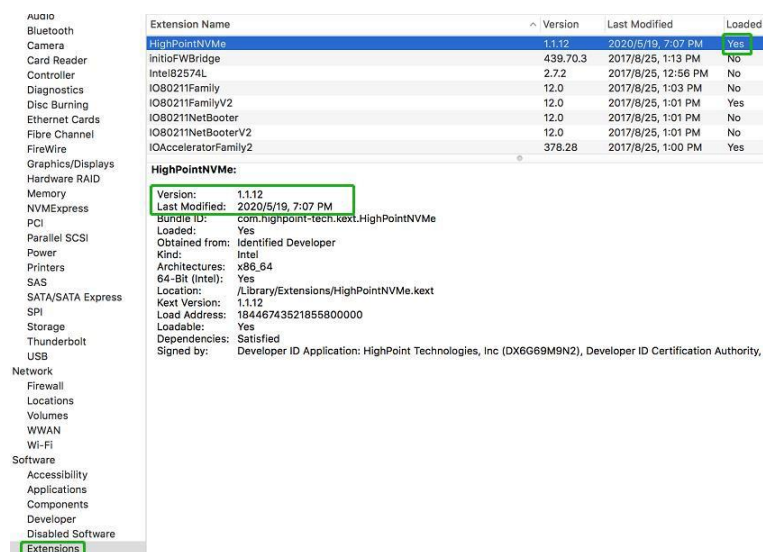 Audio
Bluetooth
Camera
Card Reader
Controller
Diagnostics
Disc Burning
Ethernet Cards
Fibre Channel
FireWire
Graphics/Displays
Hardware RAID
Memory
NVMExpress
PCI
Parallel SCSI
Power
Printers
SAS
SATA/SATA Express
SPI
Storage
Thunderbolt
USB
Network
Firewall
Locations
Volumes
WWAN
Wi-Fi
Software
Accessibility
Applications
Components
Developer
Disabled Software
Extensions
Extension Name Version Last Modified Loaded
HighPointNVMe 1.1.12 2020/5/19, 7:07 PM Yes
initioFWBridge 439.70.3 2017/8/25, 1:13 PM No
Intel82574L 2.7.2 2017/8/25, 12:56 PM No
IO80211Family 12.0 2017/8/25, 1:03 PM No
IO80211FamilyV2 12.0 2017/8/25, 1:01 PM Yes
IO80211NetBooter 12.0 2017/8/25, 1:01 PM No
IO80211NetBooterV2 12.0 2017/8/25, 1:01 PM No
IOAcceleratorFamily2 378.28 2017/8/25, 1:00 PM Yes
HighPointNVMe:
Version: 1.1.12
Last Modified: 2020/5/19, 7:07 PM
Bundle ID: com.highpoint-tech.kext.HighPointNVMe
Loaded: Yes
Obtained from: Identified Developer
Kind: Intel
Architectures: x86_64
64-Bit (Intel): Yes
Location: /Library/Extensions/HighPointNVMe.kext
Kext Version: 1.1.12
Load Address: 18446743521855800000
Loadable: Yes
Dependencies: Satisfied
Signed by: Developer ID Application: HighPoint Technologies, Inc (DX6G69M9N2), Developer ID Certification Authority,